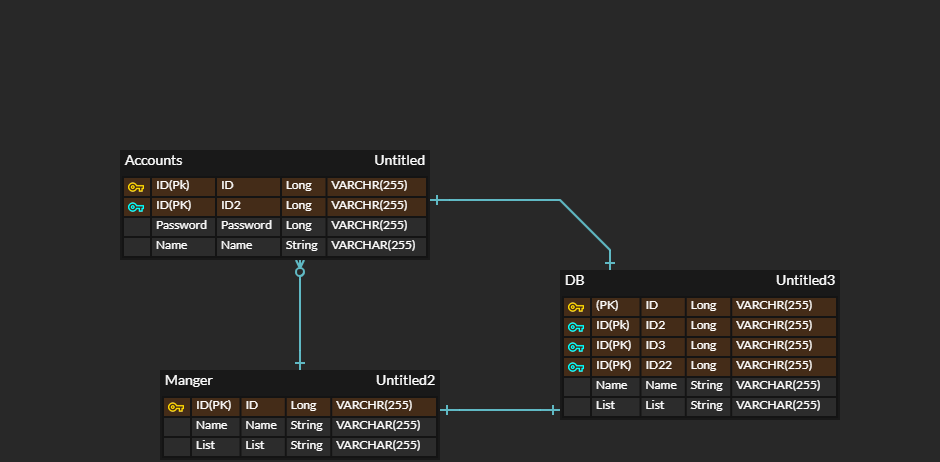 Accounts Untitled
ID(Pk) ID Long VARCHR(255)
ID(PK) ID2 Long VARCHR(255)
Password Password Long VARCHR(255)
Name Name String VARCHAR(255)
DB Untitled3
(PK) ID Long VARCHR(255)
ID(Pk) ID2 Long VARCHR(255)
ID(PK) ID3 Long VARCHR(255)
ID(PK) ID22 Long VARCHR(255)
Name Name String VARCHAR(255)
List List String VARCHAR(255)
Manger Untitled2
ID(PK) ID Long VARCHR(255)
Name Name String VARCHAR(255)
List List String VARCHAR(255)